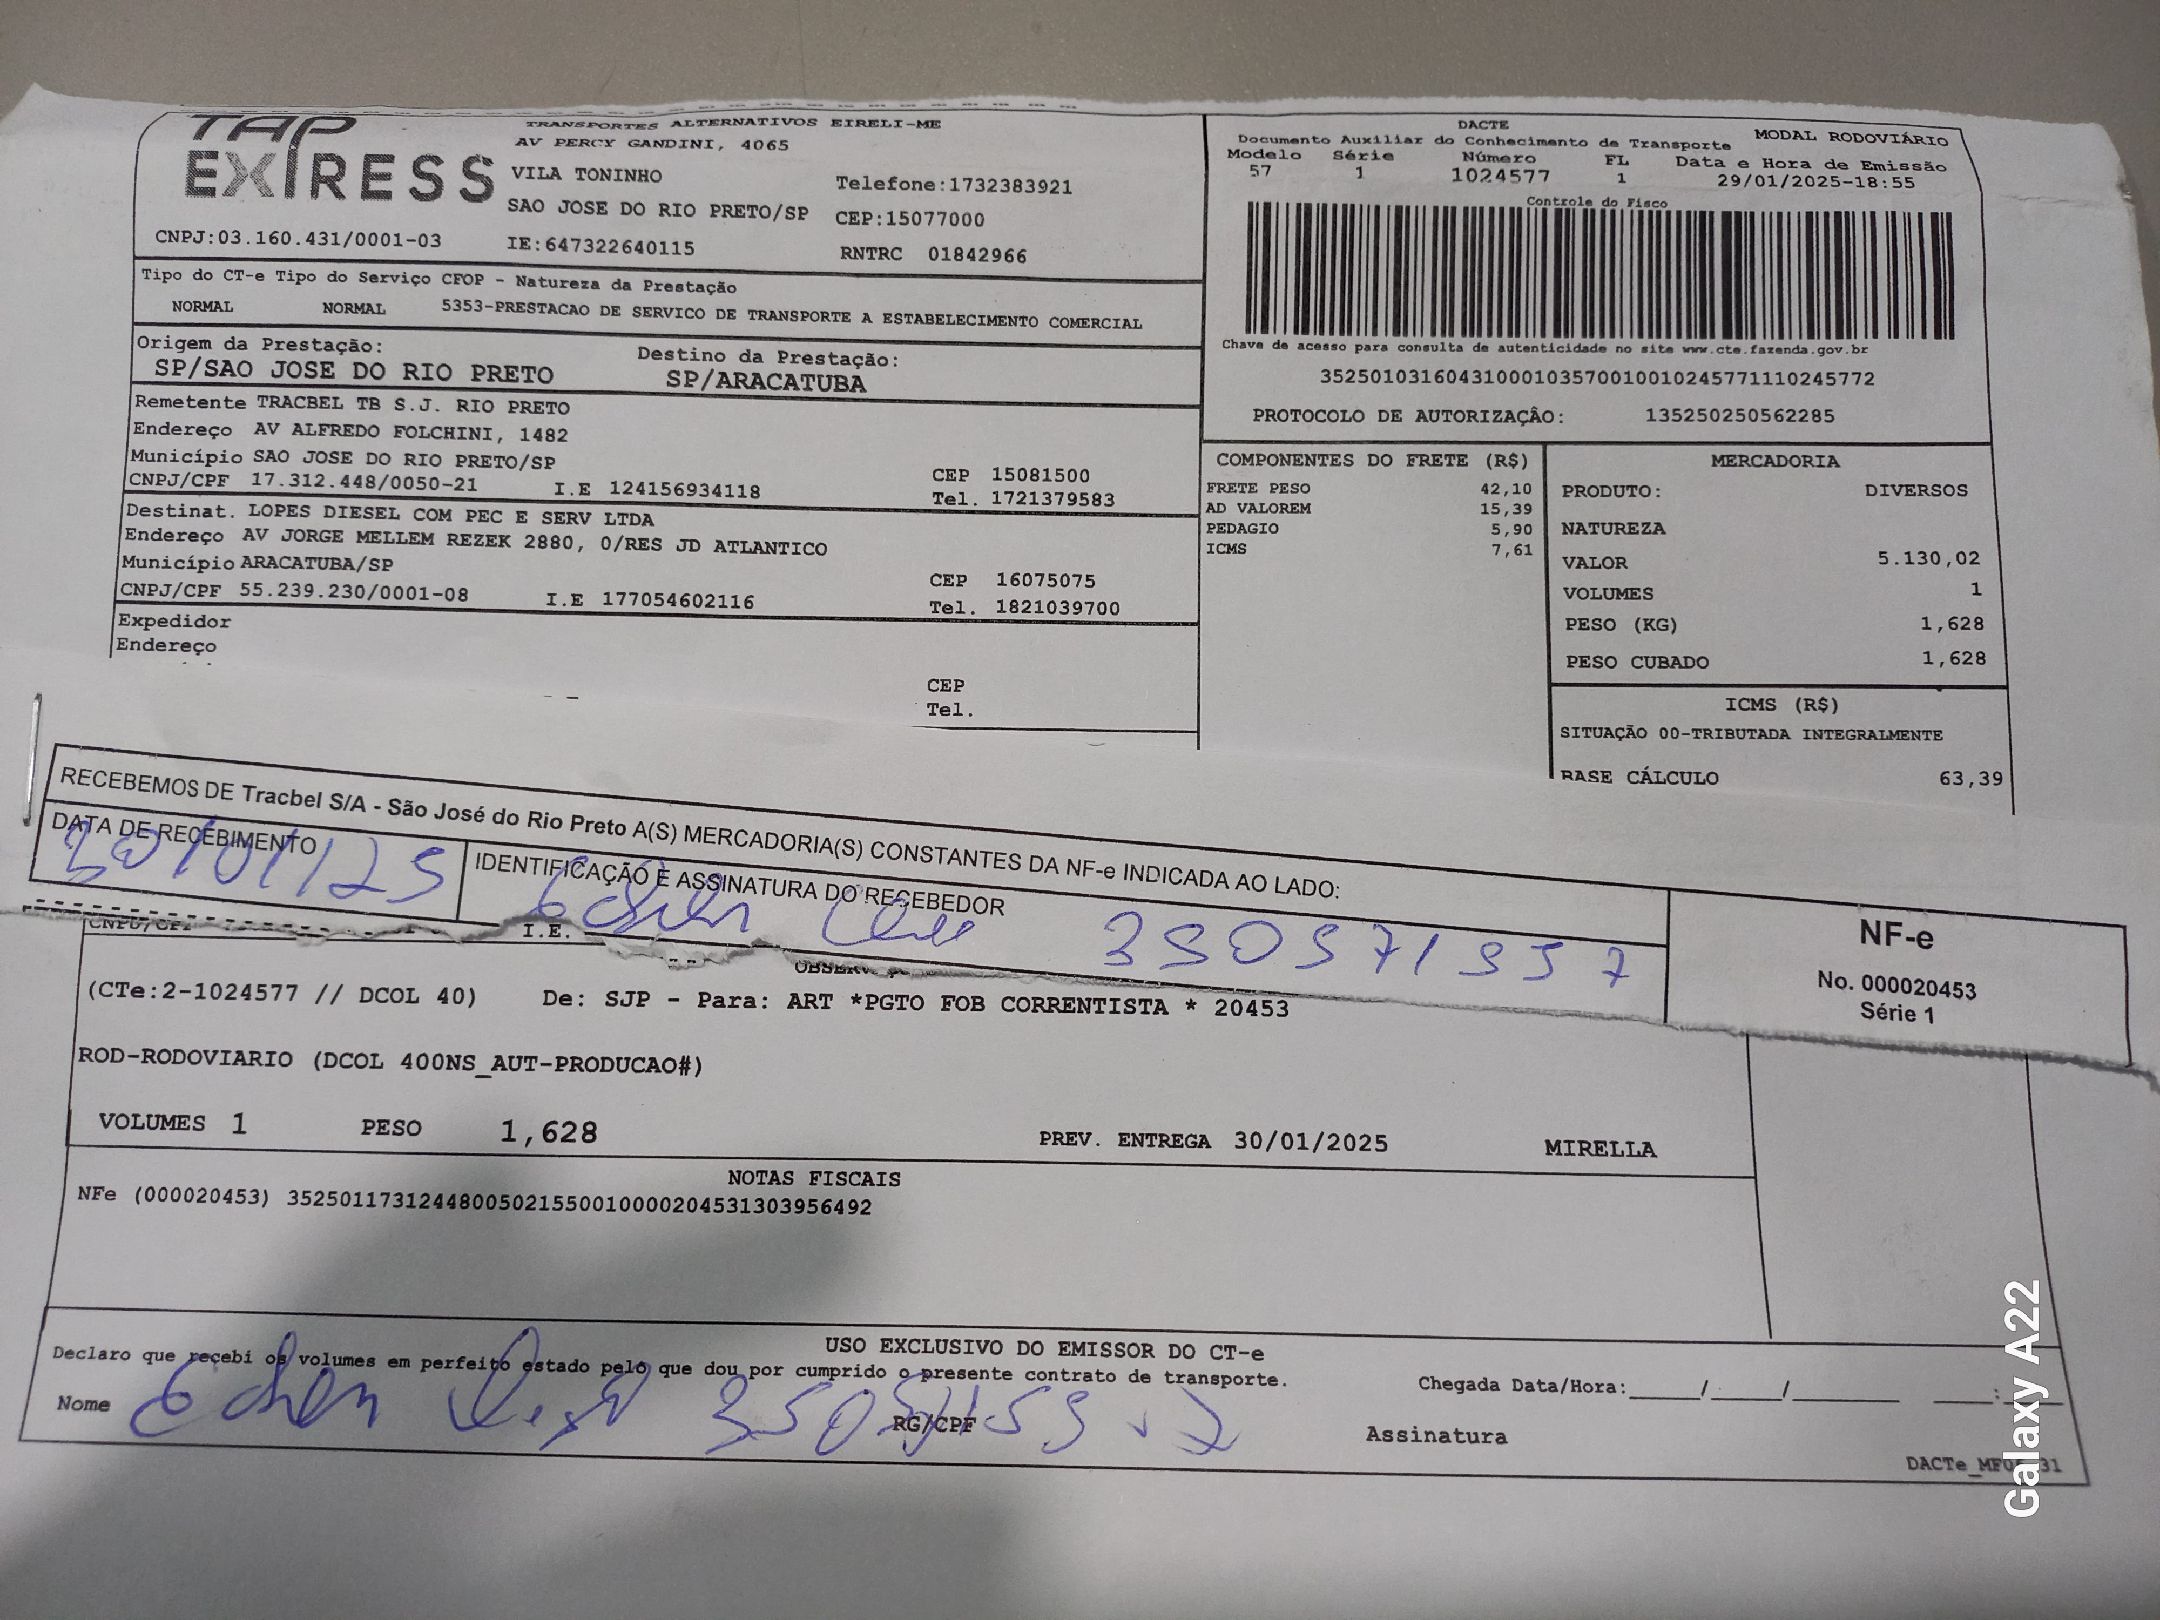 TAP
EXPRESS
TRANSPORTES ALTERNATIVOS EIRELI-ME
AV PERCY GANDINI, 4065
VILA TONINHO
Telefone:1732383921
SAO JOSE DO RIO PRETO/SP CEP:15077000
CNPJ:03.160.431/0001-03 IE:647322640115 RNTRC 01842966
DACTE
Documento Auxiliar do Conhecimento de Transporte MODAL RODOVIÁRIO
Modelo Série Número FL Data e Hora de Emissão
57 1 1024577 1 29/01/2025-18:55
Controle do Fisco
Chave de acesso para consulta de autenticidade no site www.cte.fazenda.gov.br
35250103160431000103570010010245771110245772
PROTOCOLO DE AUTORIZAÇÃO: 135250250562285
Tipo do CT-e Tipo do Serviço CFOP - Natureza da Prestação
NORMAL NORMAL 5353-PRESTACAO DE SERVICO DE TRANSPORTE A ESTABELECIMENTO COMERCIAL
Origem da Prestação: Destino da Prestação:
SP/SAO JOSE DO RIO PRETO SP/ARACATUBA
Remetente TRACBEL TB S.J. RIO PRETO
Endereço AV ALFREDO FOLCHINI, 1482
Município SAO JOSE DO RIO PRETO/SP CEP 15081500
CNPJ/CPF 17.312.448/0050-21 I.E 124156934118 Tel. 1721379583
Destinat. LOPES DIESEL COM PEC E SERV LTDA
Endereço AV JORGE MELLEM REZEK 2880, 0/RES JD ATLANTICO
Município ARACATUBA/SP CEP 16075075
CNPJ/CPF 55.239.230/0001-08 I.E 177054602116 Tel. 1821039700
Expedidor
Endereço
CEP
Tel.
COMPONENTES DO FRETE (R$)
FRETE PESO 42,10
AD VALOREM 15,39
PEDAGIO 5,90
ICMS 7,61
MERCADORIA
PRODUTO: DIVERSOS
NATUREZA
VALOR 5.130,02
VOLUMES 1
PESO (KG) 1,628
PESO CUBADO 1,628
ICMS (R$)
SITUAÇÃO 00-TRIBUTADA INTEGRALMENTE
BASE CÁLCULO 63,39
RECEBEMOS DE Tracbel S/A - São José do Rio Preto A(S) MERCADORIA(S) CONSTANTES DA NF-e INDICADA AO LADO:
DATA DE RECEBIMENTO IDENTIFICAÇÃO E ASSINATURA DO RECEBEDOR
30/01/25
NF-e
No. 000020453
Série 1
CNPJ/CPF I.E.
(CTe:2-1024577 // DCOL 40) De: SJP - Para: ART *PGTO FOB CORRENTISTA * 20453
ROD-RODOVIARIO (DCOL 400NS_AUT-PRODUCAO#)
VOLUMES 1 PESO 1,628 PREV. ENTREGA 30/01/2025 MIRELLA
NOTAS FISCAIS
NFe (000020453) 35250117312448005021550010000204531303956492
USO EXCLUSIVO DO EMISSOR DO CT-e
Declaro que recebi os volumes em perfeito estado pelo que dou por cumprido o presente contrato de transporte.
Chegada Data/Hora:_____/_____/_______ ____:____
Nome RG/CPF Assinatura
Galaxy A22